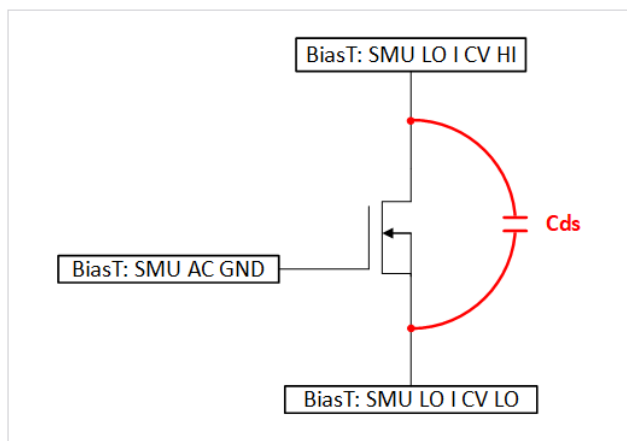 BiasT: SMU LO I CV HI
Cds
BiasT: SMU AC GND
BiasT: SMU LO I CV LO